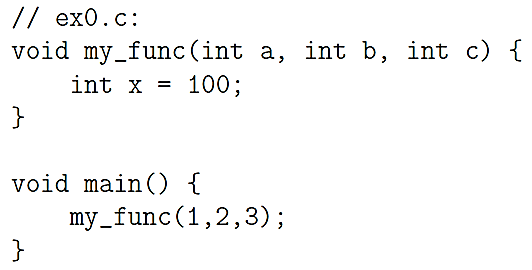 // ex0.c:
void my_func(int a, int b, int c) {
    int x = 100;
}

void main() {
    my_func(1,2,3);
}